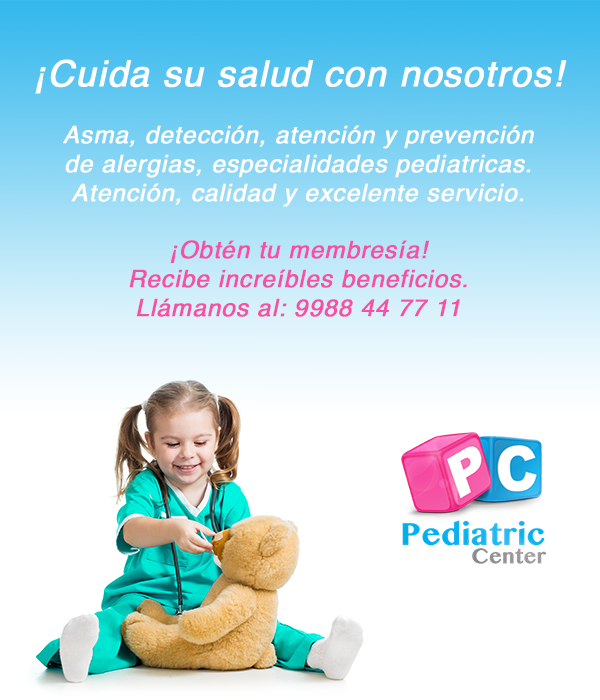 ¡Cuida su salud con nosotros!
Asma, detección, atención y prevención
de alergias, especialidades pediatricas.
Atención, calidad y excelente servicio.
¡Obtén tu membresía!
Recibe increíbles beneficios.
Llámanos al: 9988 44 77 11
PC
Pediatric
Center